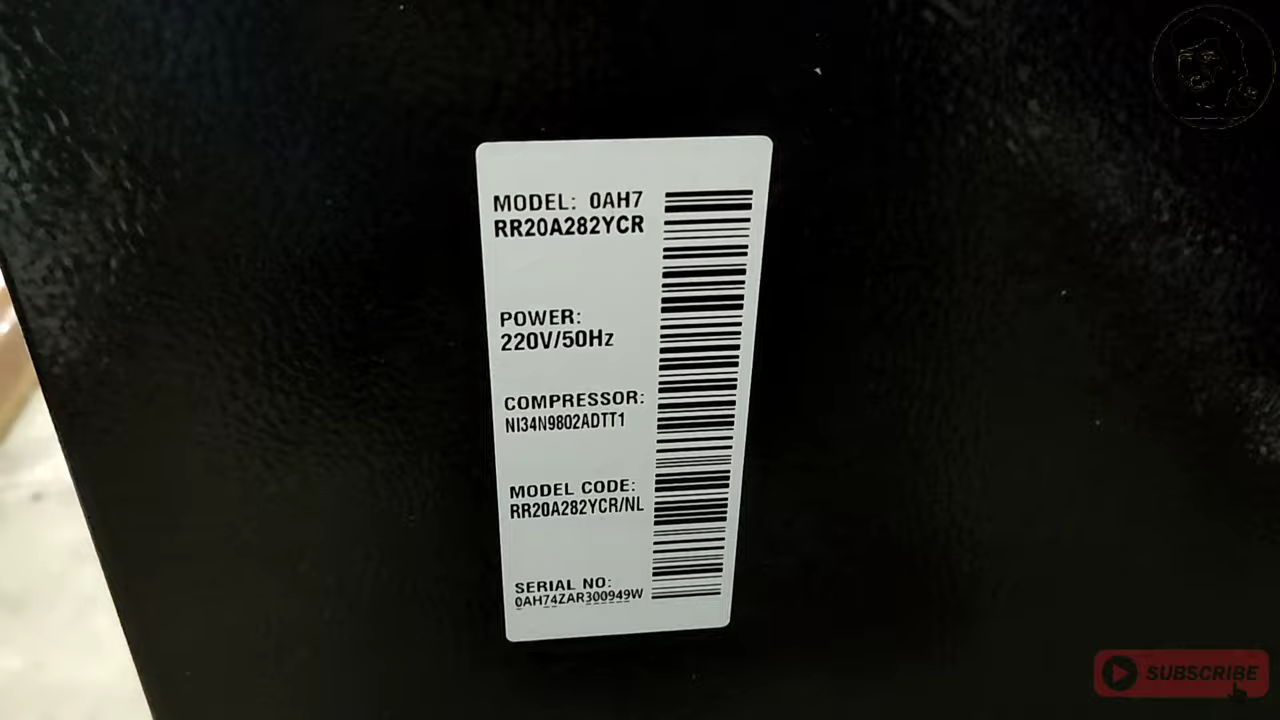 MODEL: 0AH7
RR20A282YCR
POWER:
220V/50Hz
COMPRESSOR:
NI34N9802ADTT1
MODEL CODE:
RR20A282YCR/NL
SERIAL NO:
0AH74ZAR300949W
SUBSCRIBE